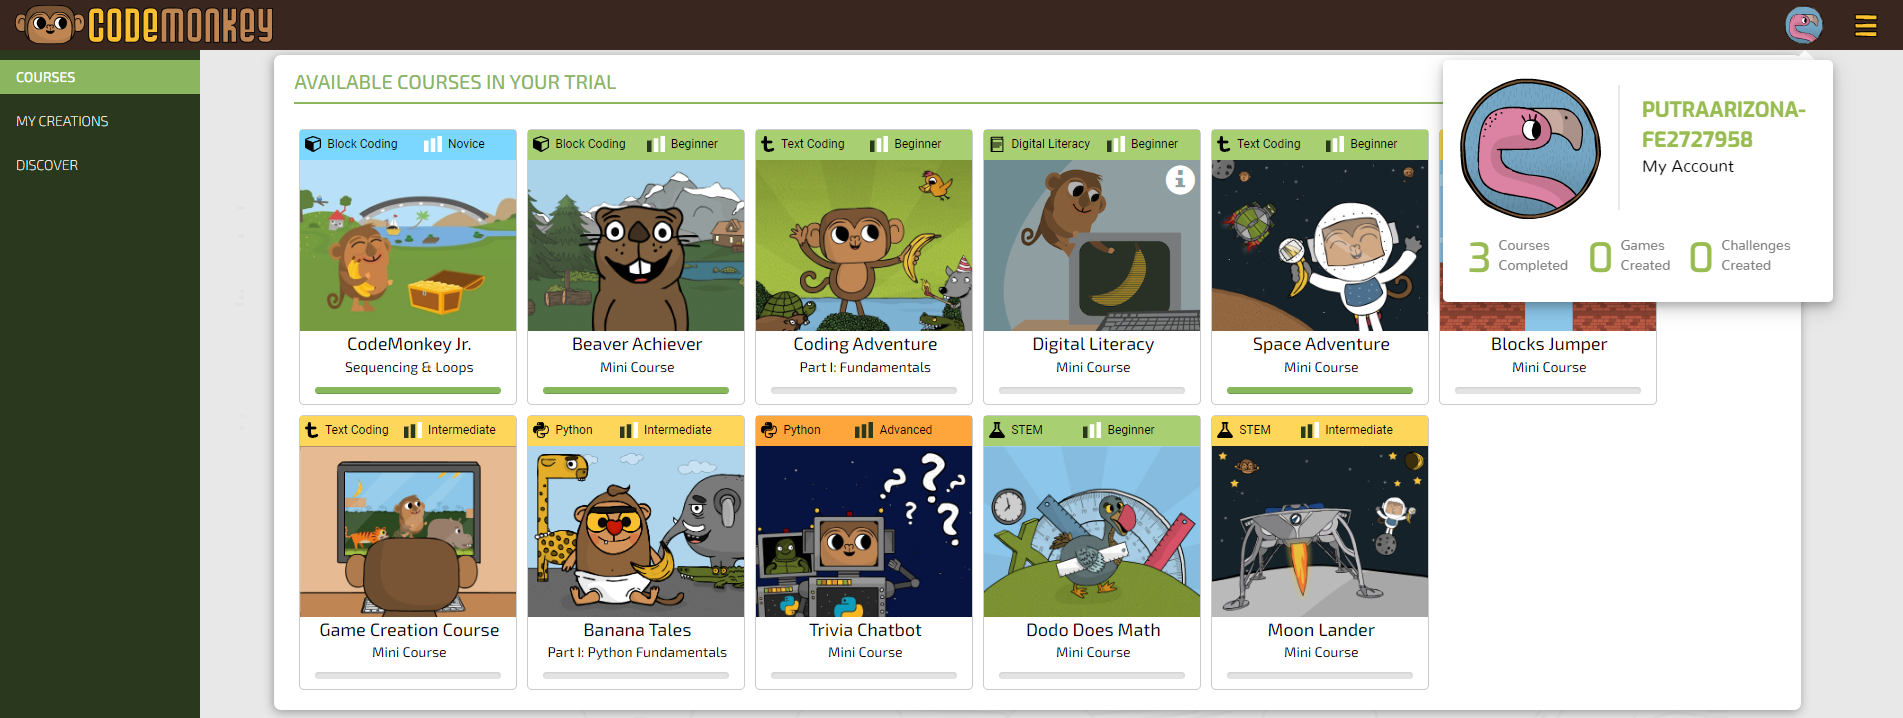 CODEMONKEY
COURSES
MY CREATIONS
DISCOVER
AVAILABLE COURSES IN YOUR TRIAL
PUTRAARIZONA-
FE2727958
My Account
3 Courses Completed
0 Games Created
0 Challenges Created
Block Coding Novice
CodeMonkey Jr.
Sequencing & Loops
Block Coding Beginner
Beaver Achiever
Mini Course
Text Coding Beginner
Coding Adventure
Part I: Fundamentals
Digital Literacy Beginner
Digital Literacy
Mini Course
Text Coding Beginner
Space Adventure
Mini Course
Blocks Jumper
Mini Course
Text Coding Intermediate
Game Creation Course
Mini Course
Python Intermediate
Banana Tales
Part I: Python Fundamentals
Python Advanced
Trivia Chatbot
Mini Course
STEM Beginner
Dodo Does Math
Mini Course
STEM Intermediate
Moon Lander
Mini Course